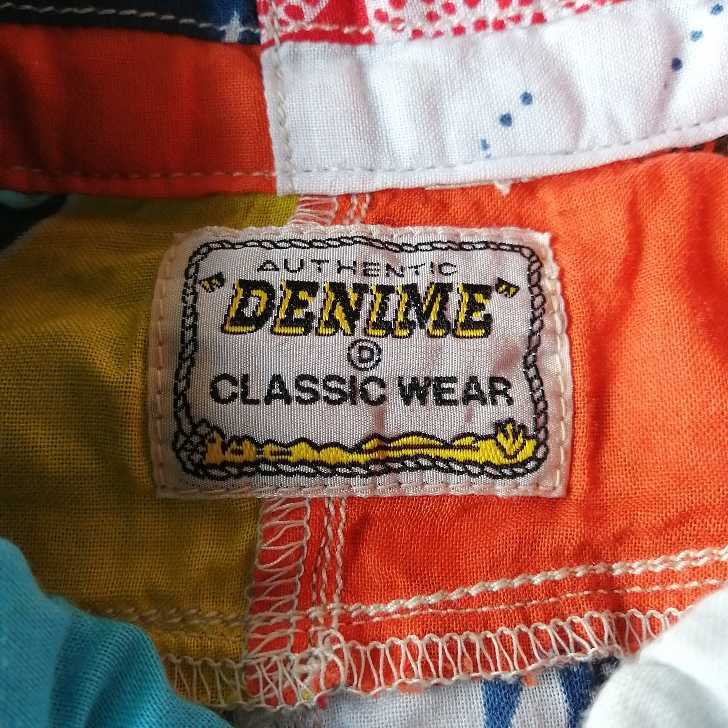 AUTHENTIC
"DENIME"
D
CLASSIC WEAR